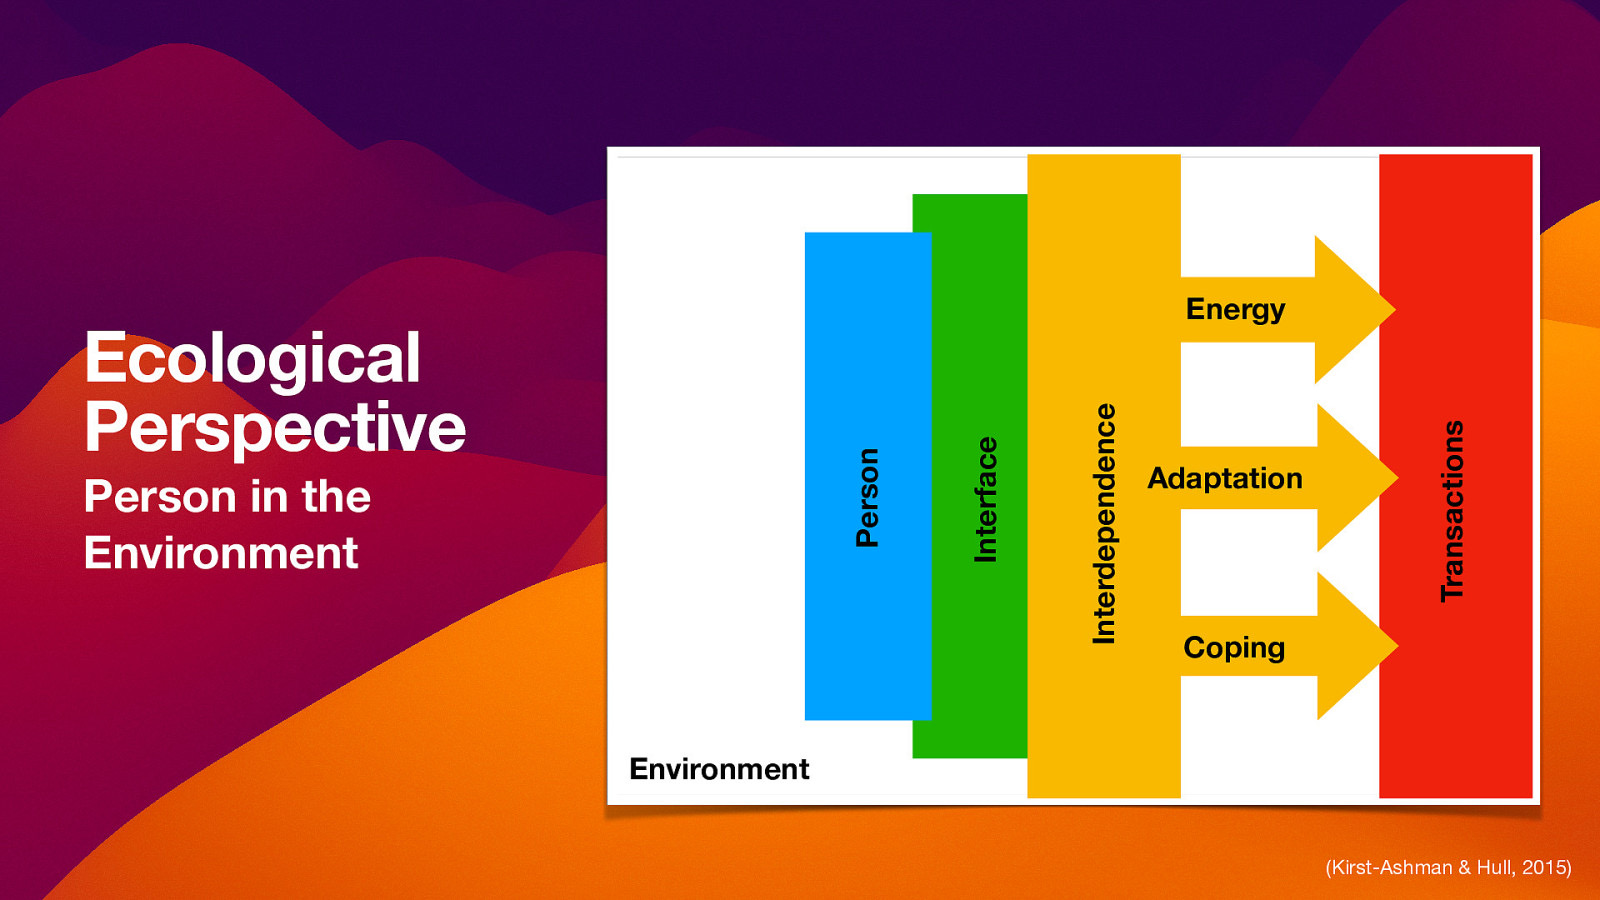 Ecological
Perspective
Person in the
Environment
Person
Interface
Interdependence
Energy
Adaptation
Coping
Transactions
Environment
(Kirst-Ashman & Hull, 2015)